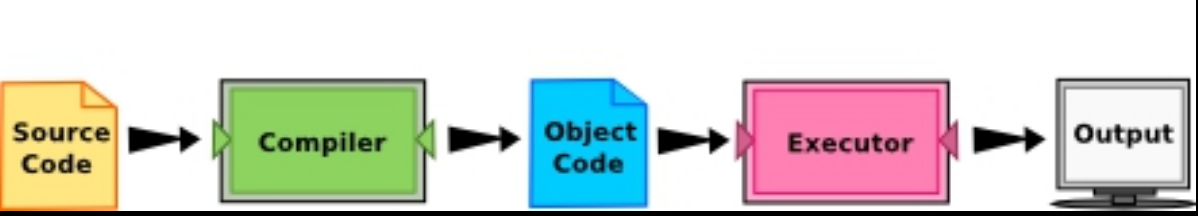 Source
Code
Compiler
Object
Code
Executor
Output